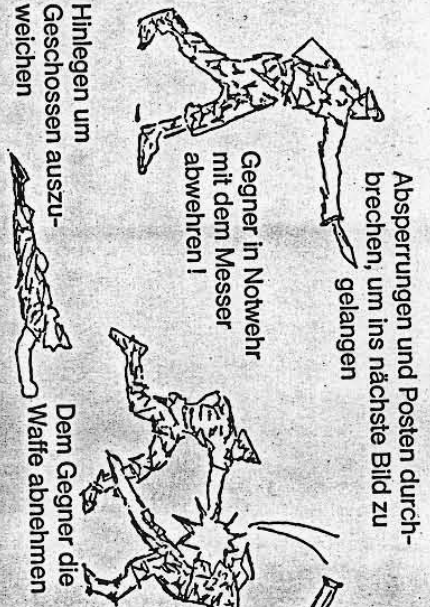 Absperrungen und Posten durch-
brechen, um ins nächste Bild zu
gelangen
Gegner in Notwehr
mit dem Messer
abwehren!
Hinlegen um
Geschossen auszu-
weichen
Dem Gegner die
Waffe abnehmen